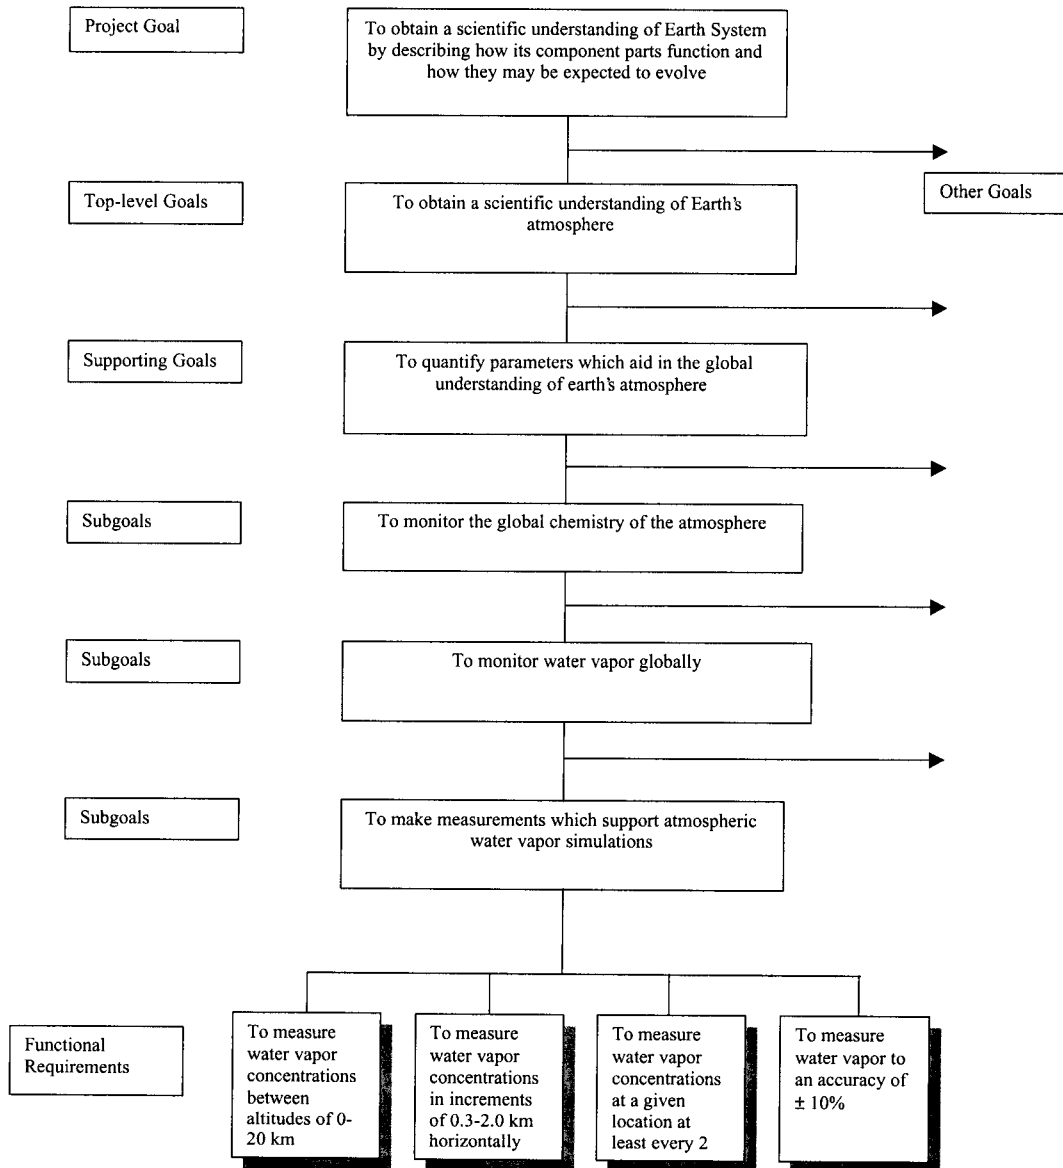 Project Goal
To obtain a scientific understanding of Earth System
by describing how its component parts function and
how they may be expected to evolve
Top-level Goals
To obtain a scientific understanding of Earth's
atmosphere
Other Goals
Supporting Goals
To quantify parameters which aid in the global
understanding of earth's atmosphere
Subgoals
To monitor the global chemistry of the atmosphere
Subgoals
To monitor water vapor globally
Subgoals
To make measurements which support atmospheric
water vapor simulations
Functional
Requirements
To measure
water vapor
concentrations
between
altitudes of 0-
20 km
To measure
water vapor
concentrations
in increments
of 0.3-2.0 km
horizontally
To measure
water vapor
concentrations
at a given
location at
least every 2
To measure
water vapor to
an accuracy of
± 10%